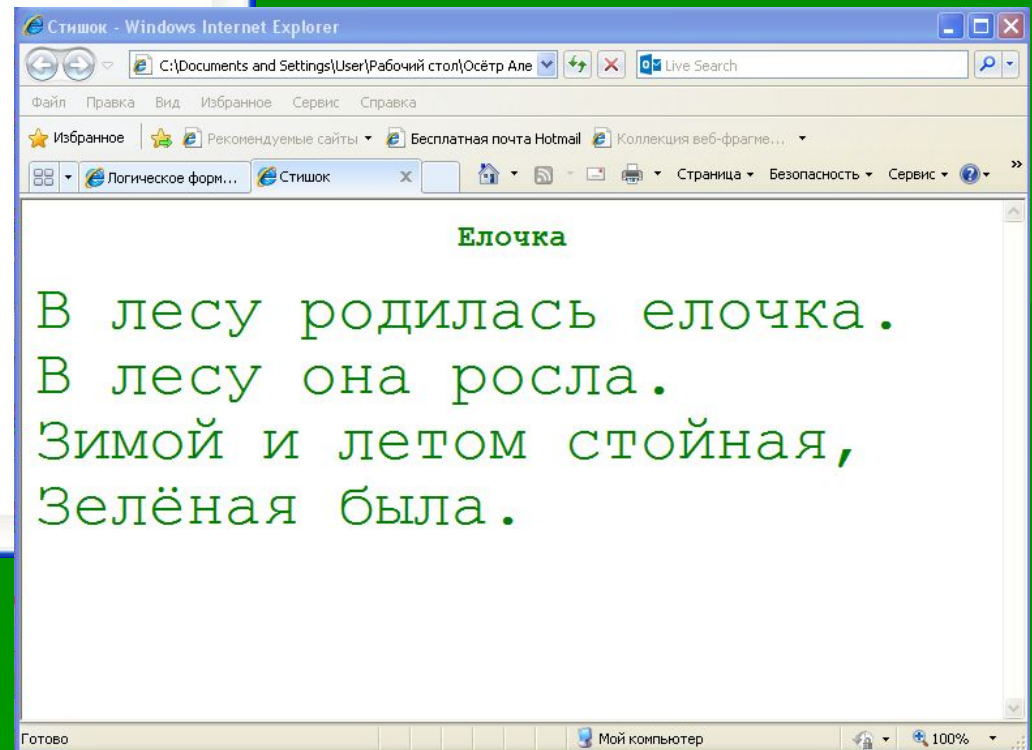 Стишок - Windows Internet Explorer
C:\Documents and Settings\User\Рабочий стол\Осётр Але
Live Search
Файл Правка Вид Избранное Сервис Справка
Избранное Рекомендуемые сайты Бесплатная почта Hotmail Коллекция веб-фрагме...
Логическое форм... Стишок Страница Безопасность Сервис »
Елочка
В лесу родилась елочка.
В лесу она росла.
Зимой и летом стойная,
Зелёная была.
Готово Мой компьютер 100%